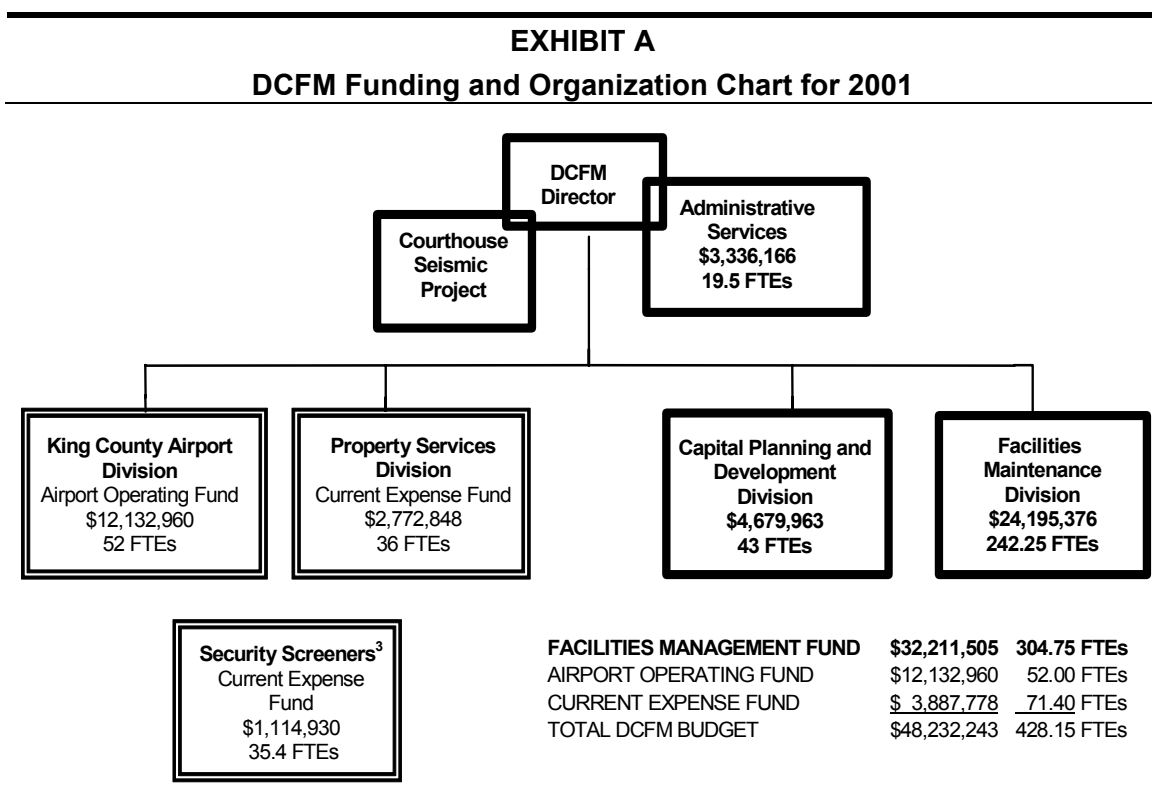 EXHIBIT A
DCFM Funding and Organization Chart for 2001
DCFM
Director
Administrative
Services
$3,336,166
19.5 FTEs
Courthouse
Seismic
Project
King County Airport
Division
Airport Operating Fund
$12,132,960
52 FTEs
Property Services
Division
Current Expense Fund
$2,772,848
36 FTEs
Capital Planning and
Development
Division
$4,679,963
43 FTEs
Facilities
Maintenance
Division
$24,195,376
242.25 FTEs
Security Screeners³
Current Expense
Fund
$1,114,930
35.4 FTEs
FACILITIES MANAGEMENT FUND $32,211,505 304.75 FTEs
AIRPORT OPERATING FUND $12,132,960 52.00 FTEs
CURRENT EXPENSE FUND $ 3,887,778 71.40 FTEs
TOTAL DCFM BUDGET $48,232,243 428.15 FTEs